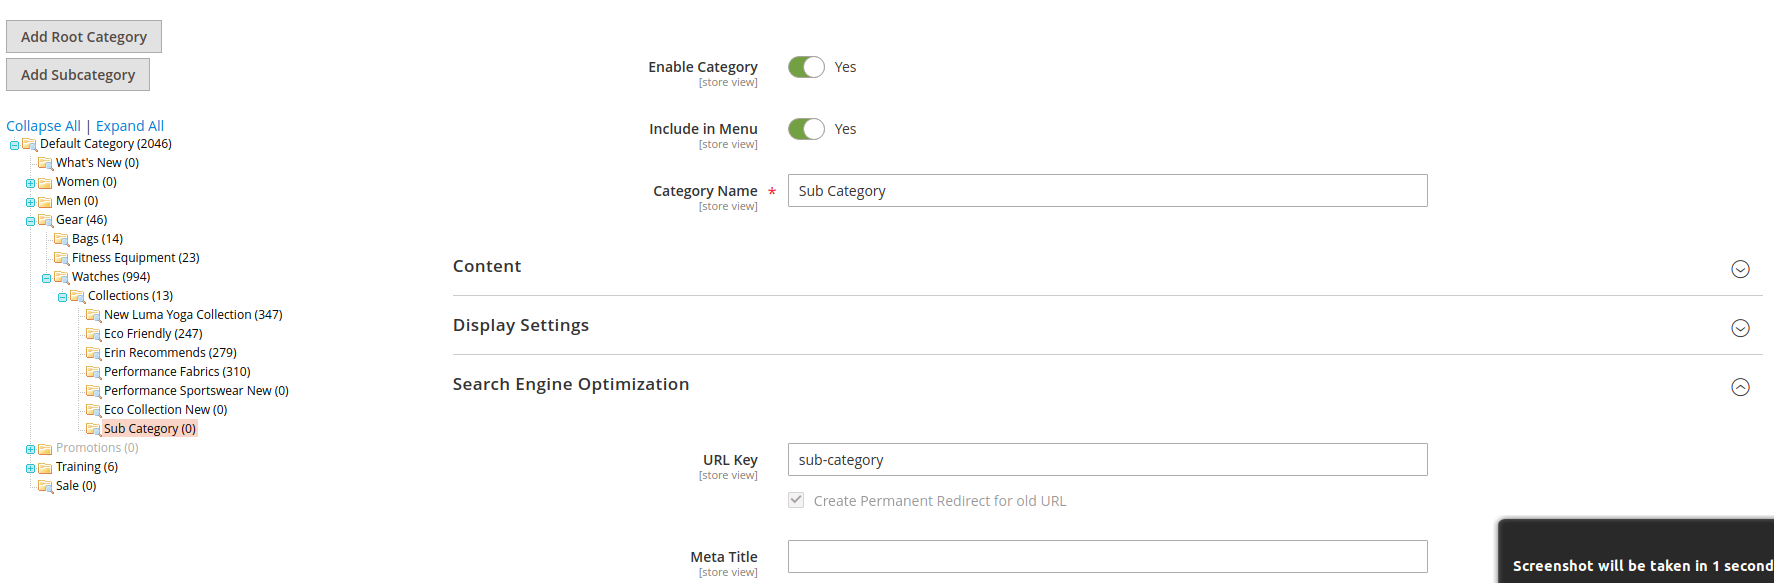 Add Root Category
Add Subcategory
Collapse All | Expand All
Default Category (2046)
What's New (0)
Women (0)
Men (0)
Gear (46)
Bags (14)
Fitness Equipment (23)
Watches (994)
Collections (13)
New Luma Yoga Collection (347)
Eco Friendly (247)
Erin Recommends (279)
Performance Fabrics (310)
Performance Sportswear New (0)
Eco Collection New (0)
Sub Category (0)
Promotions (0)
Training (6)
Sale (0)
Enable Category Yes
[store view]
Include in Menu Yes
[store view]
Category Name * Sub Category
[store view]
Content
Display Settings
Search Engine Optimization
URL Key sub-category
[store view]
Create Permanent Redirect for old URL
Meta Title
[store view]
Screenshot will be taken in 1 second